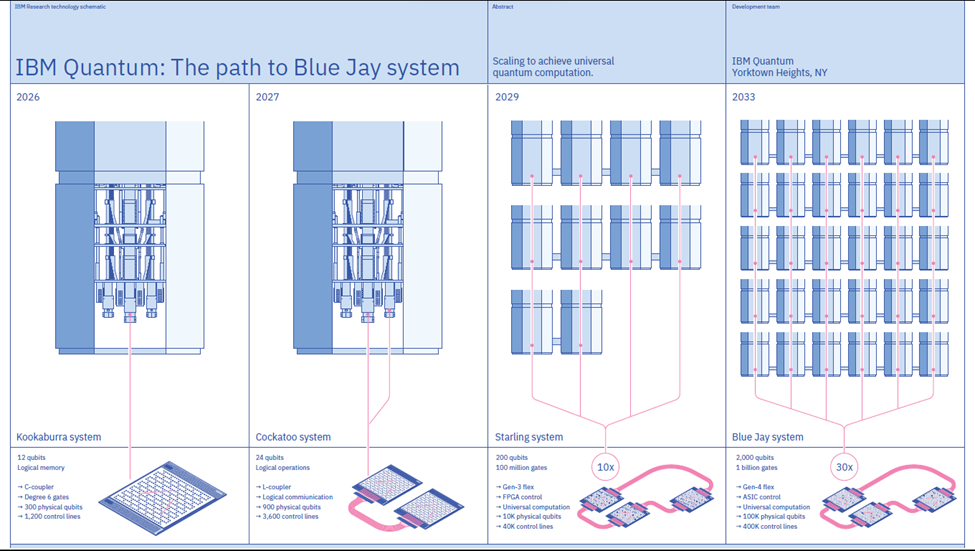 IBM Research technology schematic
Abstract
Development team
IBM Quantum: The path to Blue Jay system
Scaling to achieve universal
quantum computation.
IBM Quantum
Yorktown Heights, NY
2026
2027
2029
2033
Kookaburra system
Cockatoo system
Starling system
Blue Jay system
12 qubits
Logical memory
→ C-coupler
→ Degree 6 gates
→ 300 physical qubits
→ 1,200 control lines
24 qubits
Logical operations
→ L-coupler
→ Logical communication
→ 900 physical qubits
→ 3,600 control lines
200 qubits
100 million gates
→ Gen-3 flex
→ FPGA control
→ Universal computation
→ 10K physical qubits
→ 40K control lines
10x
2,000 qubits
1 billion gates
→ Gen-4 flex
→ ASIC control
→ Universal computation
→ 100K physical qubits
→ 400K control lines
30x